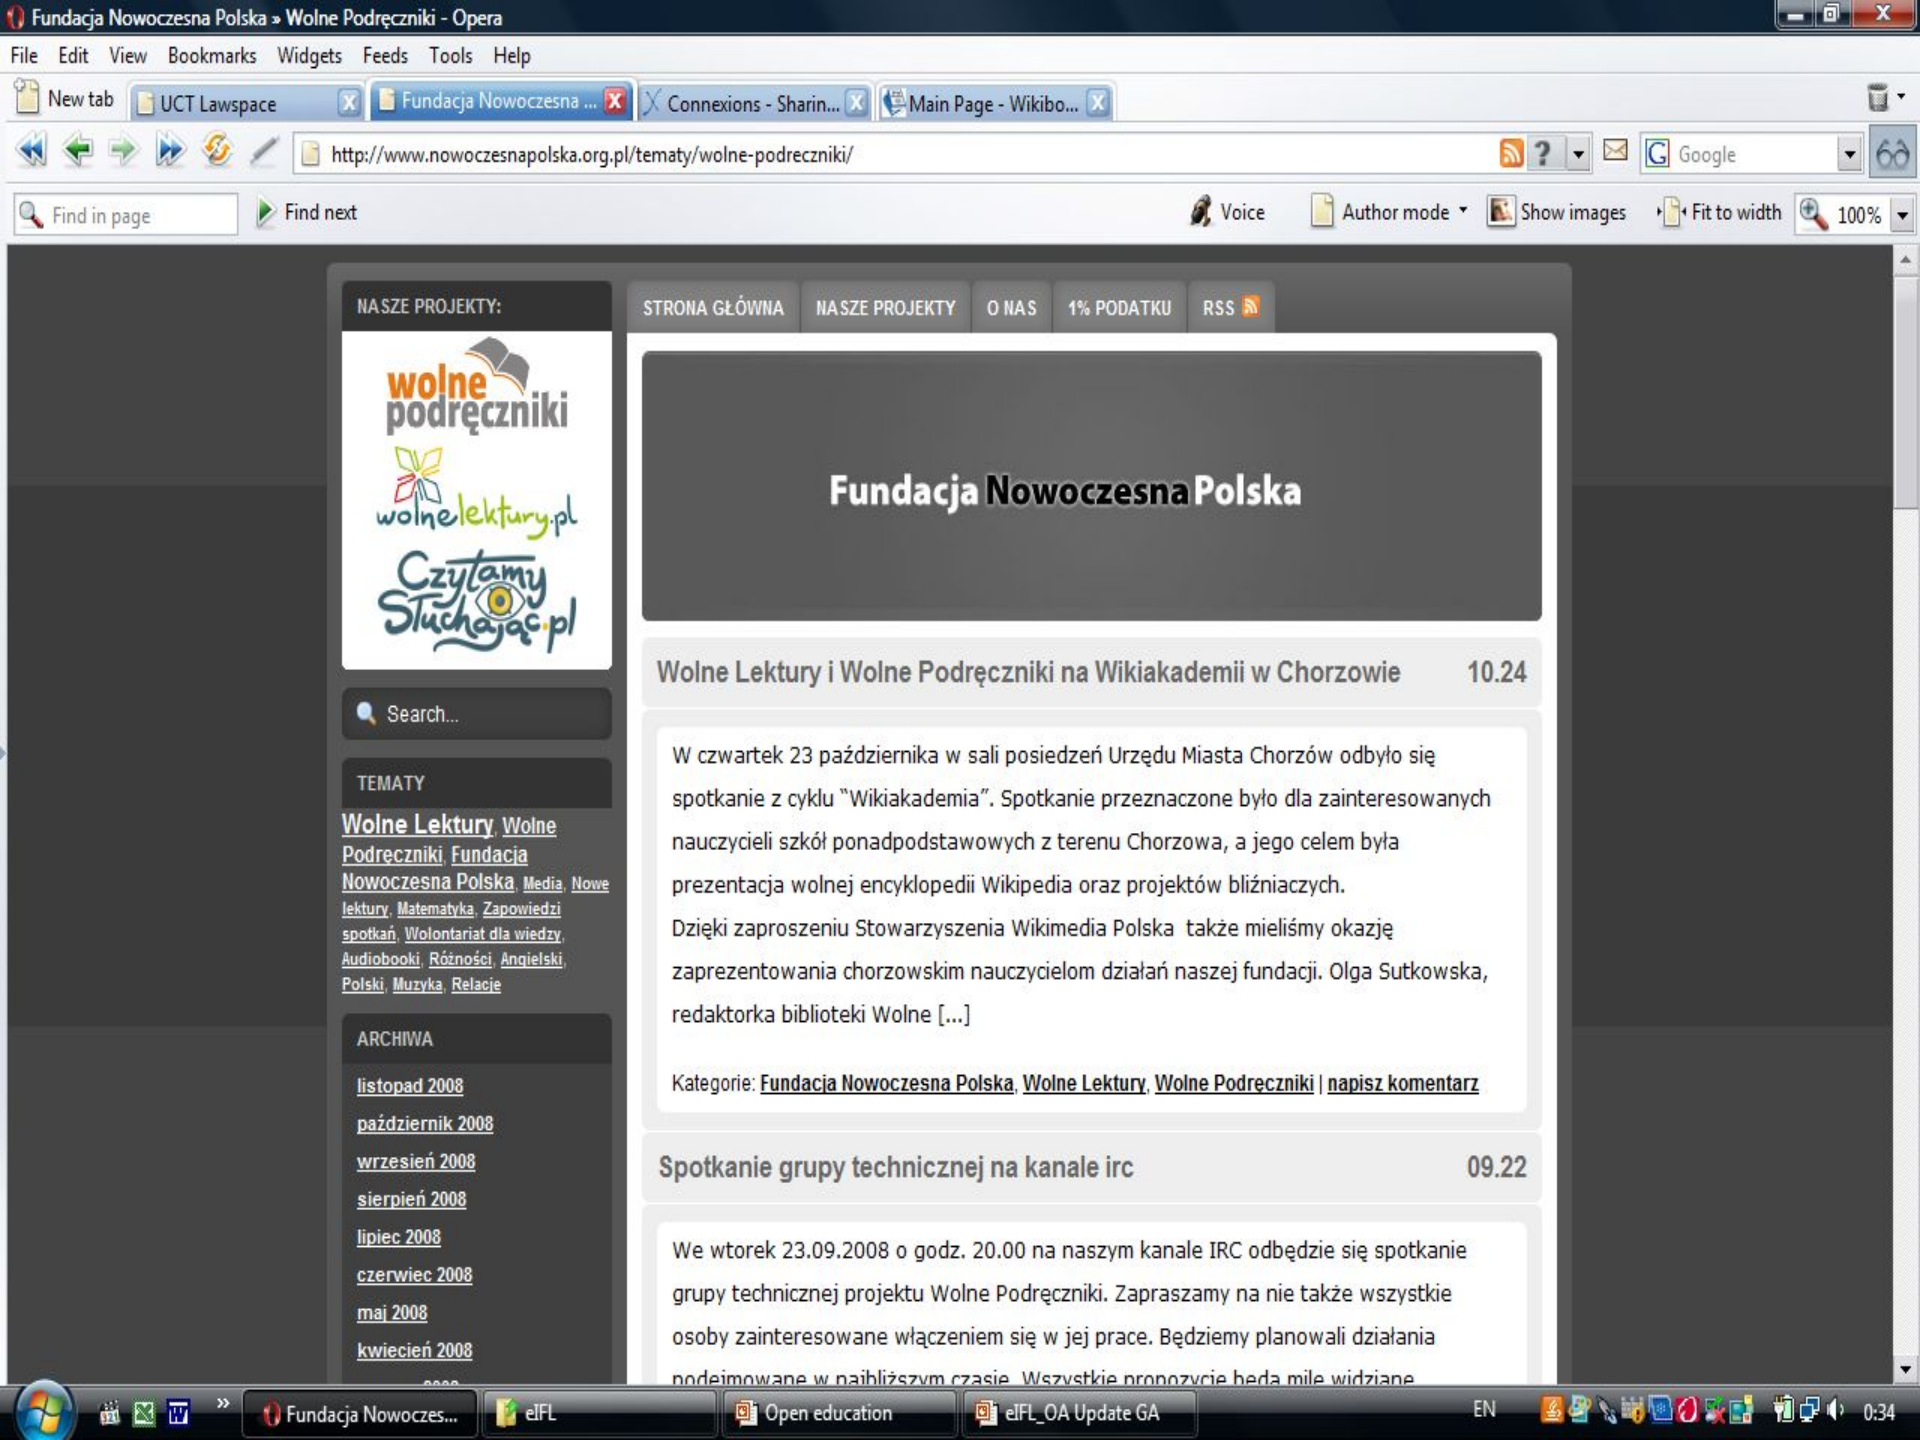 Fundacja Nowoczesna Polska » Wolne Podręczniki - Opera
File Edit View Bookmarks Widgets Feeds Tools Help
New tab UCT Lawspace Fundacja Nowoczesna ... Connexions - Sharin... Main Page - Wikibo...
http://www.nowoczesnapolska.org.pl/tematy/wolne-podreczniki/ Google
Find in page Find next Voice Author mode Show images Fit to width 100%
NASZE PROJEKTY:
wolne
podręczniki
wolnelektury.pl
Czytamy
Słuchając.pl
Search...
TEMATY
Wolne Lektury, Wolne
Podręczniki, Fundacja
Nowoczesna Polska, Media, Nowe
lektury, Matematyka, Zapowiedzi
spotkań, Wolontariat dla wiedzy,
Audiobooki, Różności, Angielski,
Polski, Muzyka, Relacje
ARCHIWA
listopad 2008
październik 2008
wrzesień 2008
sierpień 2008
lipiec 2008
czerwiec 2008
maj 2008
kwiecień 2008
STRONA GŁÓWNA NASZE PROJEKTY O NAS 1% PODATKU RSS
Fundacja Nowoczesna Polska
Wolne Lektury i Wolne Podręczniki na Wikiakademii w Chorzowie 10.24
W czwartek 23 października w sali posiedzeń Urzędu Miasta Chorzów odbyło się
spotkanie z cyklu “Wikiakademia”. Spotkanie przeznaczone było dla zainteresowanych
nauczycieli szkół ponadpodstawowych z terenu Chorzowa, a jego celem była
prezentacja wolnej encyklopedii Wikipedia oraz projektów bliźniaczych.
Dzięki zaproszeniu Stowarzyszenia Wikimedia Polska także mieliśmy okazję
zaprezentowania chorzowskim nauczycielom działań naszej fundacji. Olga Sutkowska,
redaktorka biblioteki Wolne [...]
Kategorie: Fundacja Nowoczesna Polska, Wolne Lektury, Wolne Podręczniki | napisz komentarz
Spotkanie grupy technicznej na kanale irc 09.22
We wtorek 23.09.2008 o godz. 20.00 na naszym kanale IRC odbędzie się spotkanie
grupy technicznej projektu Wolne Podręczniki. Zapraszamy na nie także wszystkie
osoby zainteresowane włączeniem się w jej prace. Będziemy planowali działania
podejmowane w najbliższym czasie. Wszystkie propozycje będą mile widziane
Fundacja Nowoczes... eIFL Open education eIFL_OA Update GA EN 0:34